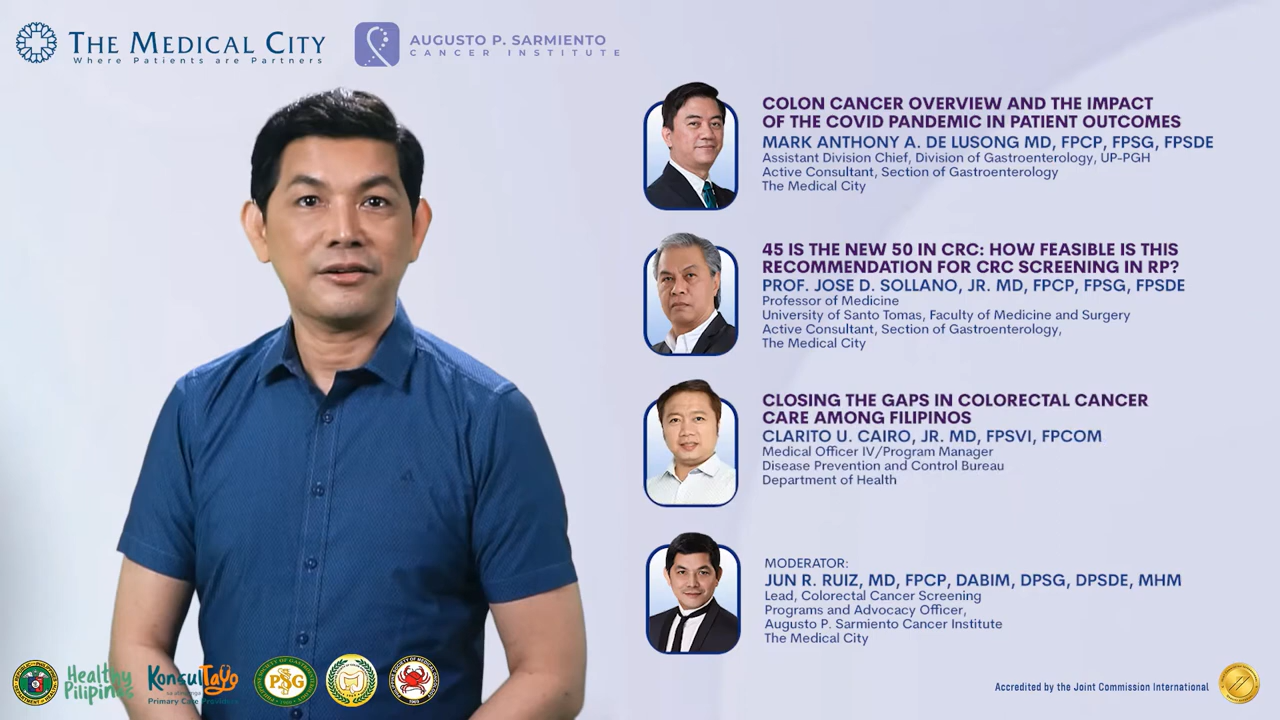 THE MEDICAL CITY
Where Patients are Partners
AUGUSTO P. SARMIENTO
CANCER INSTITUTE
COLON CANCER OVERVIEW AND THE IMPACT
OF THE COVID PANDEMIC IN PATIENT OUTCOMES
MARK ANTHONY A. DE LUSONG MD, FPCP, FPSG, FPSDE
Assistant Division Chief, Division of Gastroenterology, UP-PGH
Active Consultant, Section of Gastroenterology
The Medical City
45 IS THE NEW 50 IN CRC: HOW FEASIBLE IS THIS
RECOMMENDATION FOR CRC SCREENING IN RP?
PROF. JOSE D. SOLLANO, JR. MD, FPCP, FPSG, FPSDE
Professor of Medicine
University of Santo Tomas, Faculty of Medicine and Surgery
Active Consultant, Section of Gastroenterology,
The Medical City
CLOSING THE GAPS IN COLORECTAL CANCER
CARE AMONG FILIPINOS
CLARITO U. CAIRO, JR. MD, FPSVI, FPCOM
Medical Officer IV/Program Manager
Disease Prevention and Control Bureau
Department of Health
MODERATOR:
JUN R. RUIZ, MD, FPCP, DABIM, DPSG, DPSDE, MHM
Lead, Colorectal Cancer Screening
Programs and Advocacy Officer,
Augusto P. Sarmiento Cancer Institute
The Medical City
Healthy
Pilipinas
KonsulTayo
Primary Care
PSG
Accredited by the Joint Commission International